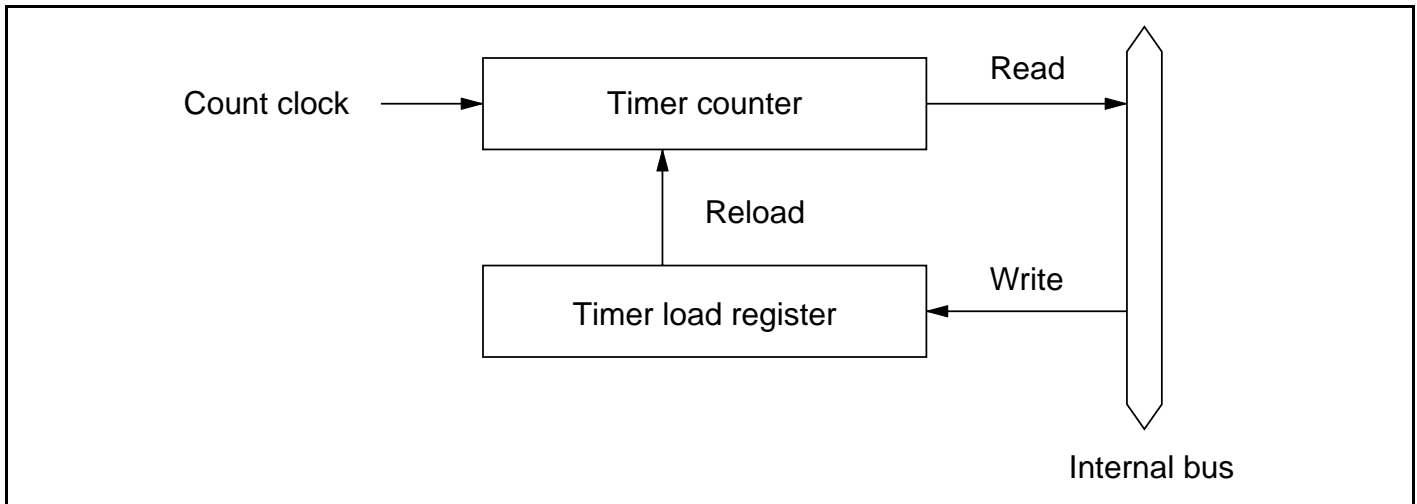 Read
Count clock
Timer counter
Reload
Write
Timer load register
Internal bus